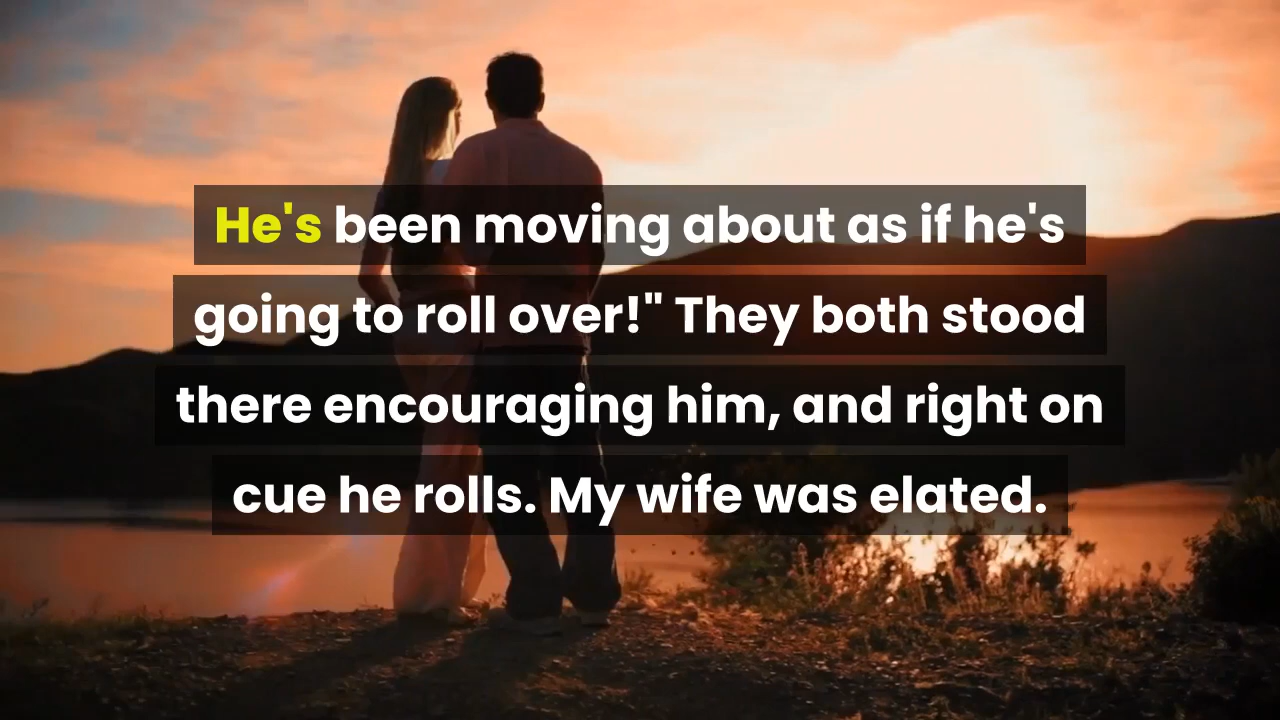 He's been moving about as if he's
going to roll over!" They both stood
there encouraging him, and right on
cue he rolls. My wife was elated.